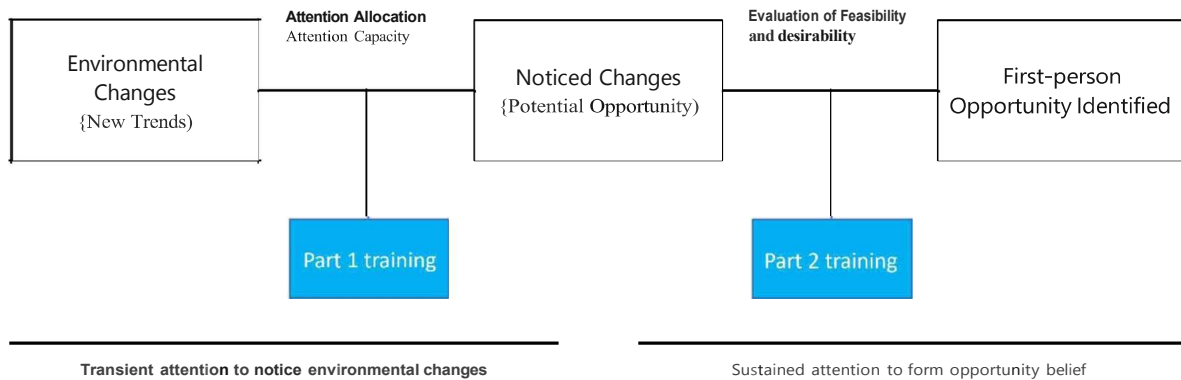 Attention Allocation
Attention Capacity
Evaluation of Feasibility
and desirability
Environmental
Changes
{New Trends)
Noticed Changes
{Potential Opportunity)
First-person
Opportunity Identified
Part 1 training
Part 2 training
Transient attention to notice environmental changes
Sustained attention to form opportunity belief